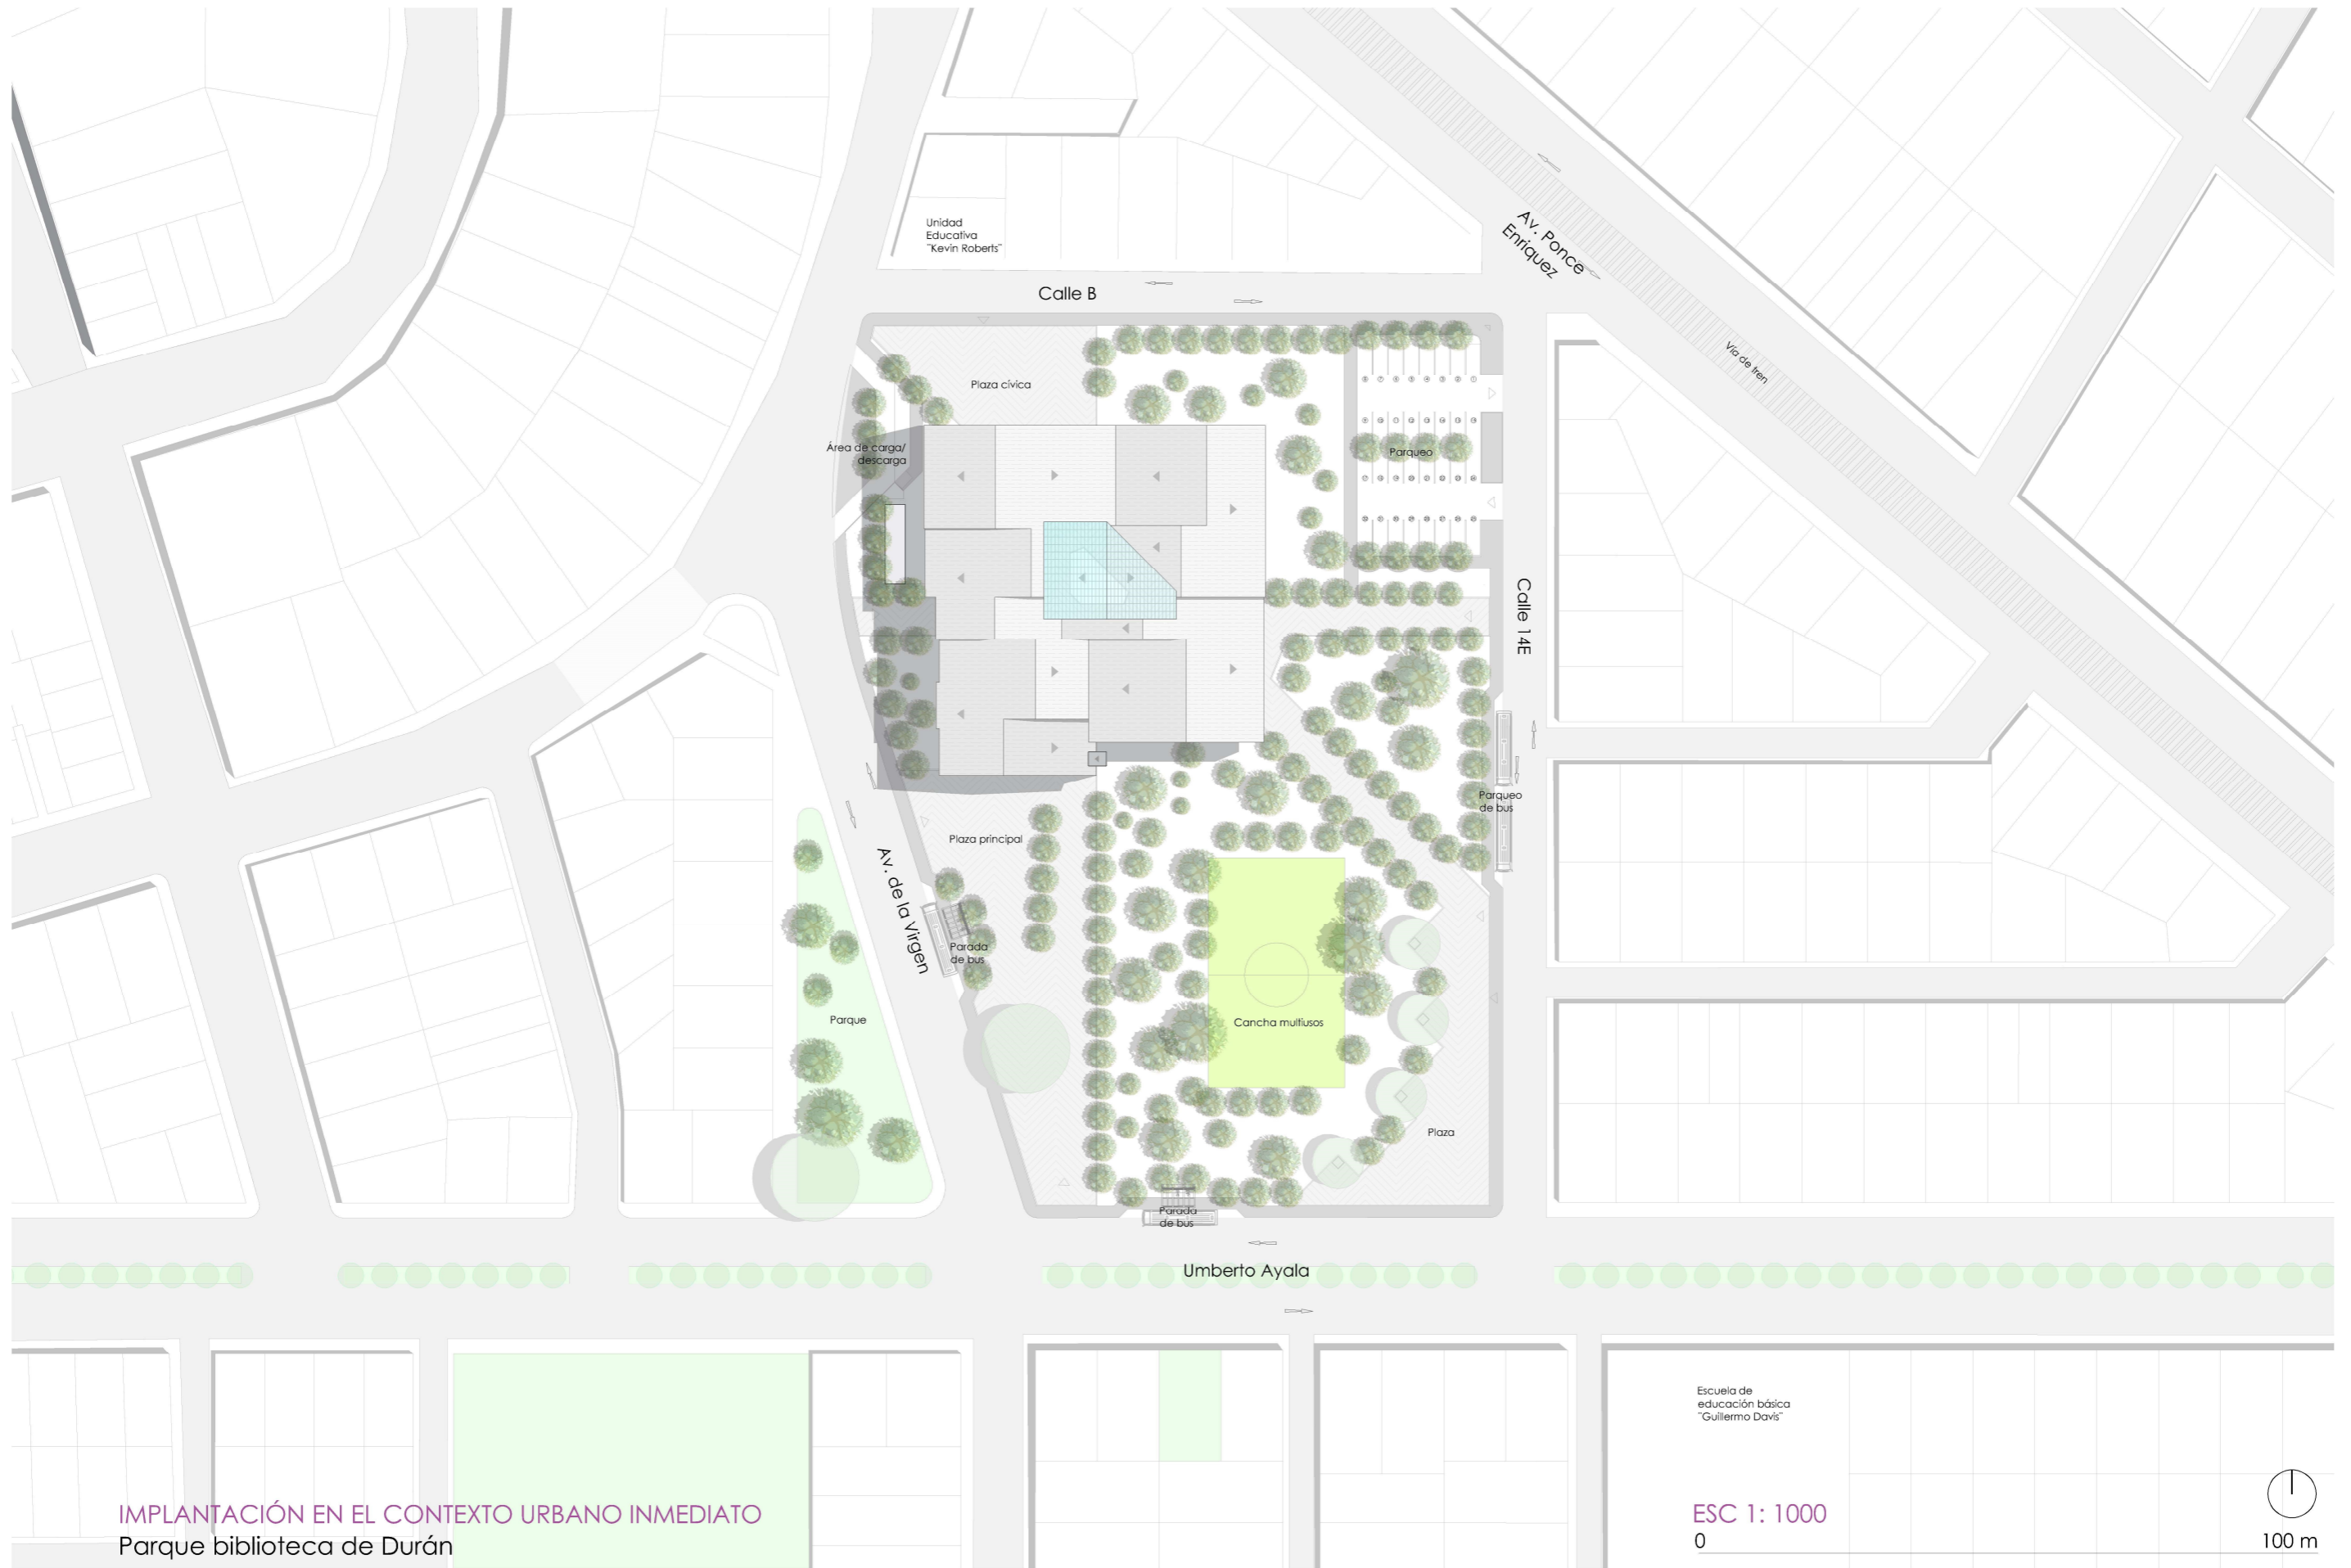 Unidad
Educativa
¨Kevin Roberts¨
Av. Ponce
Enriquez
Calle B
Vía de tren
Plaza cívica
Área de carga/
descarga
Parqueo
Calle 14E
Parqueo
de bus
Plaza principal
Av. de la Virgen
Parada
de bus
Parque
Cancha multiusos
Plaza
Parada
de bus
Umberto Ayala
Escuela de
educación básica
¨Guillermo Davis¨
IMPLANTACIÓN EN EL CONTEXTO URBANO INMEDIATO
Parque biblioteca de Durán
ESC 1: 1000
0 100 m